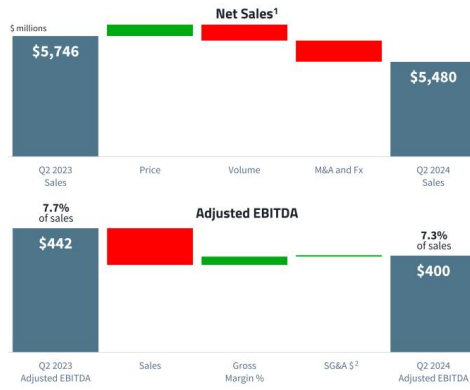 Net Sales¹
$ millions
$5,746
$5,480
Q2 2023 Price Volume M&A and Fx Q2 2024
Sales Sales
7.7%
of sales
Adjusted EBITDA
7.3%
of sales
$442
$400
Q2 2023 Sales Gross SG&A $² Q2 2024
Adjusted EBITDA Margin % Adjusted EBITDA